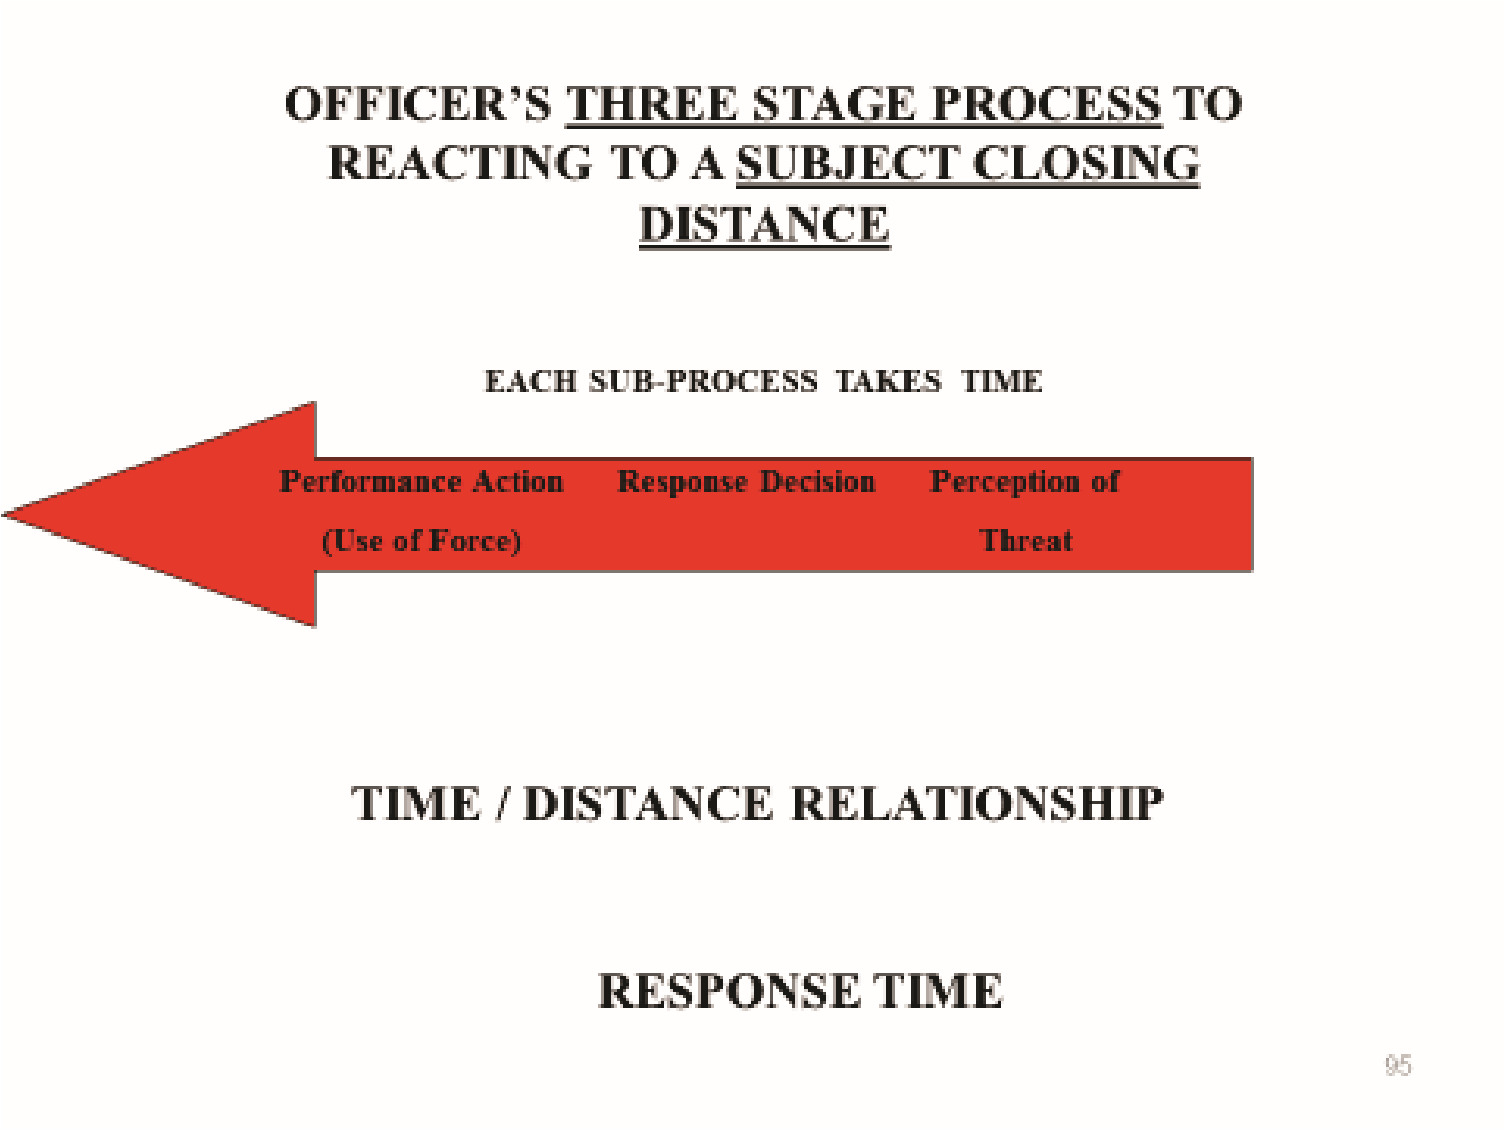 OFFICER’S THREE STAGE PROCESS TO
REACTING TO A SUBJECT CLOSING
DISTANCE
EACH SUB-PROCESS TAKES TIME
Performance Action Response Decision Perception of
(Use of Force) Threat
TIME / DISTANCE RELATIONSHIP
RESPONSE TIME
95